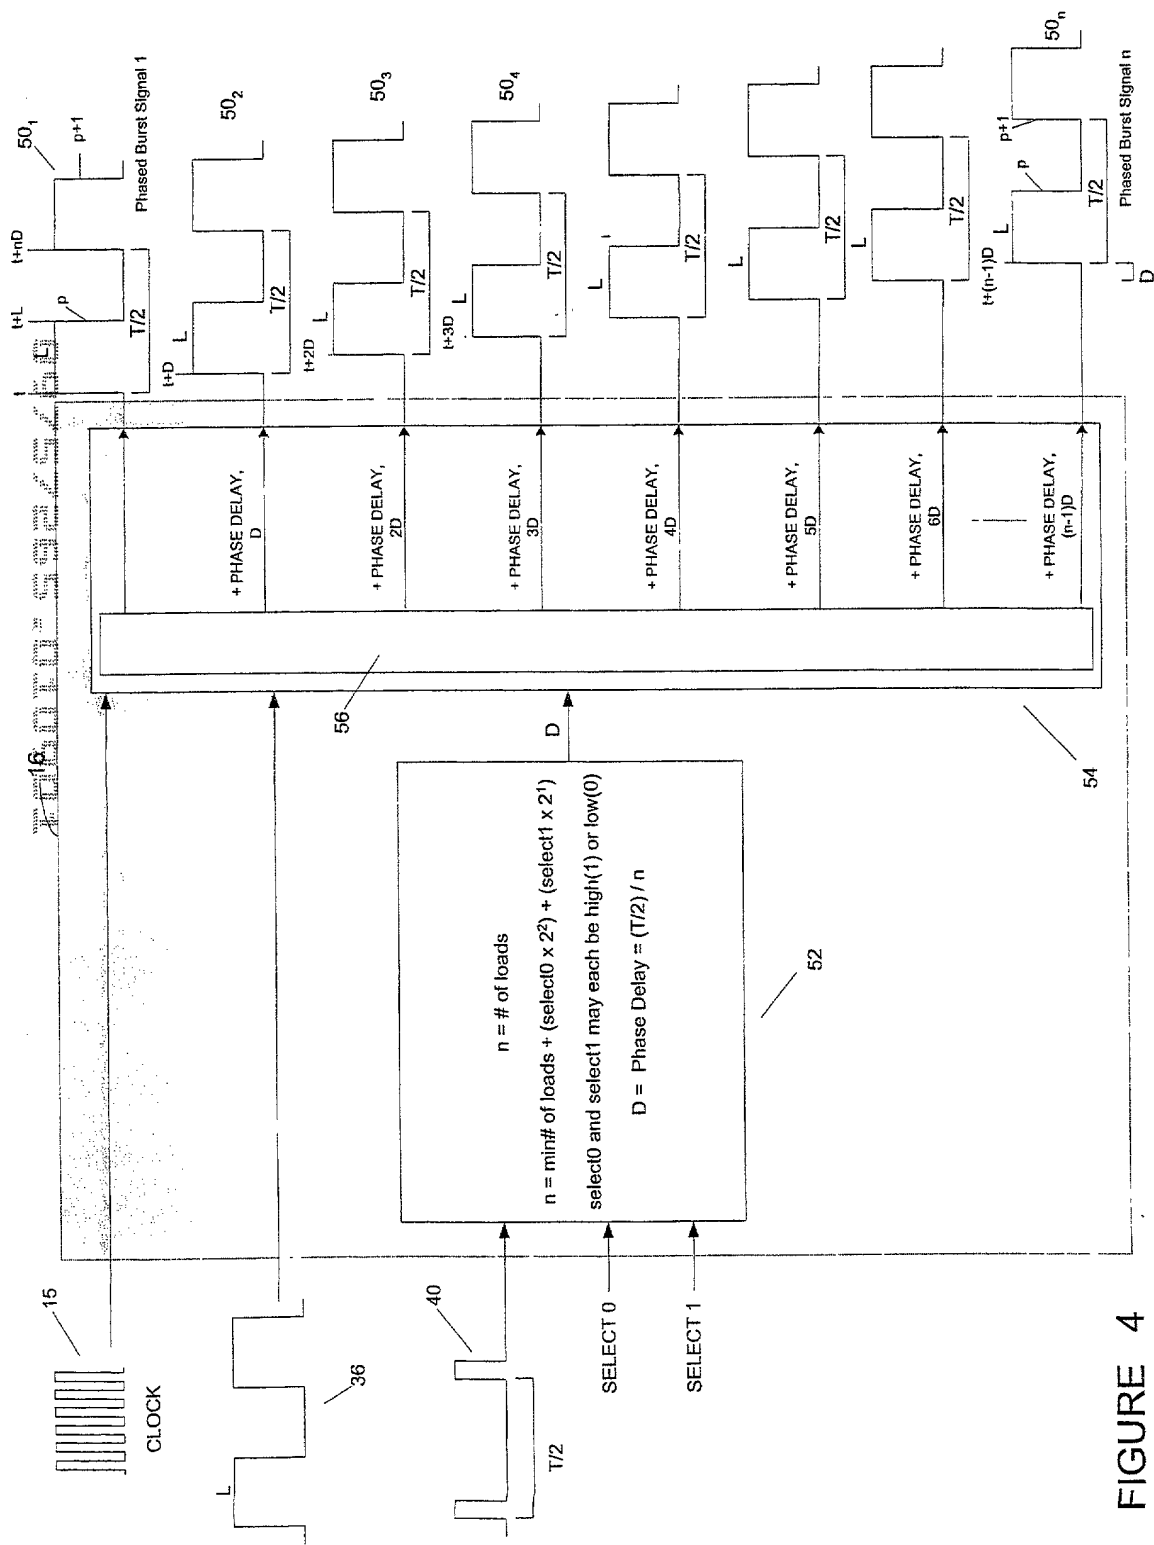 50₁
t
t+L
t+nD
L
p
p+1
T/2
Phased Burst Signal 1
50₂
t+D
L
T/2
50₃
t+2D
L
T/2
50₄
t+3D
L
T/2
L
T/2
L
T/2
L
T/2
50ₙ
t+(n-1)D
L
p
p+1
T/2
D
Phased Burst Signal n
+ PHASE DELAY,
D
+ PHASE DELAY,
2D
+ PHASE DELAY,
3D
+ PHASE DELAY,
4D
+ PHASE DELAY,
5D
+ PHASE DELAY,
6D
+ PHASE DELAY,
(n-1)D
16
56
54
D
n = # of loads
n = min# of loads + (select0 x 2²) + (select1 x 2¹)
select0 and select1 may each be high(1) or low(0)
D = Phase Delay = (T/2) / n
52
15
CLOCK
L
36
40
T/2
SELECT 0
SELECT 1
FIGURE 4